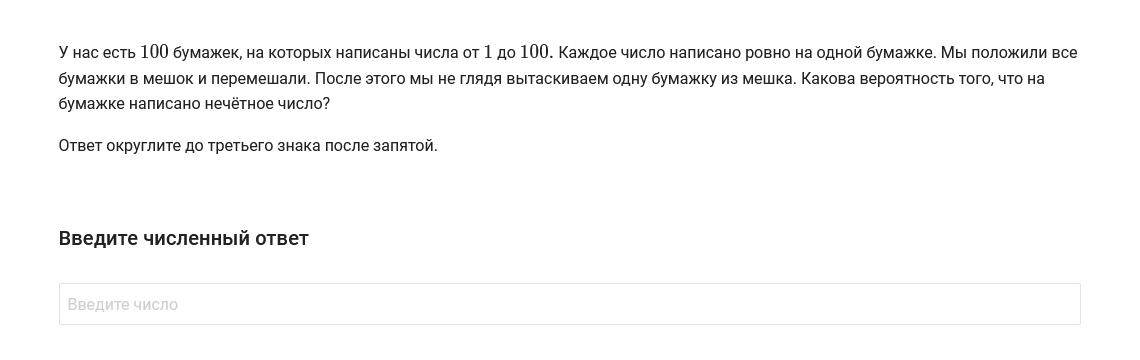 У нас есть 100 бумажек, на которых написаны числа от 1 до 100. Каждое число написано ровно на одной бумажке. Мы положили все
бумажки в мешок и перемешали. После этого мы не глядя вытаскиваем одну бумажку из мешка. Какова вероятность того, что на
бумажке написано нечётное число?
Ответ округлите до третьего знака после запятой.
Введите численный ответ
Введите число